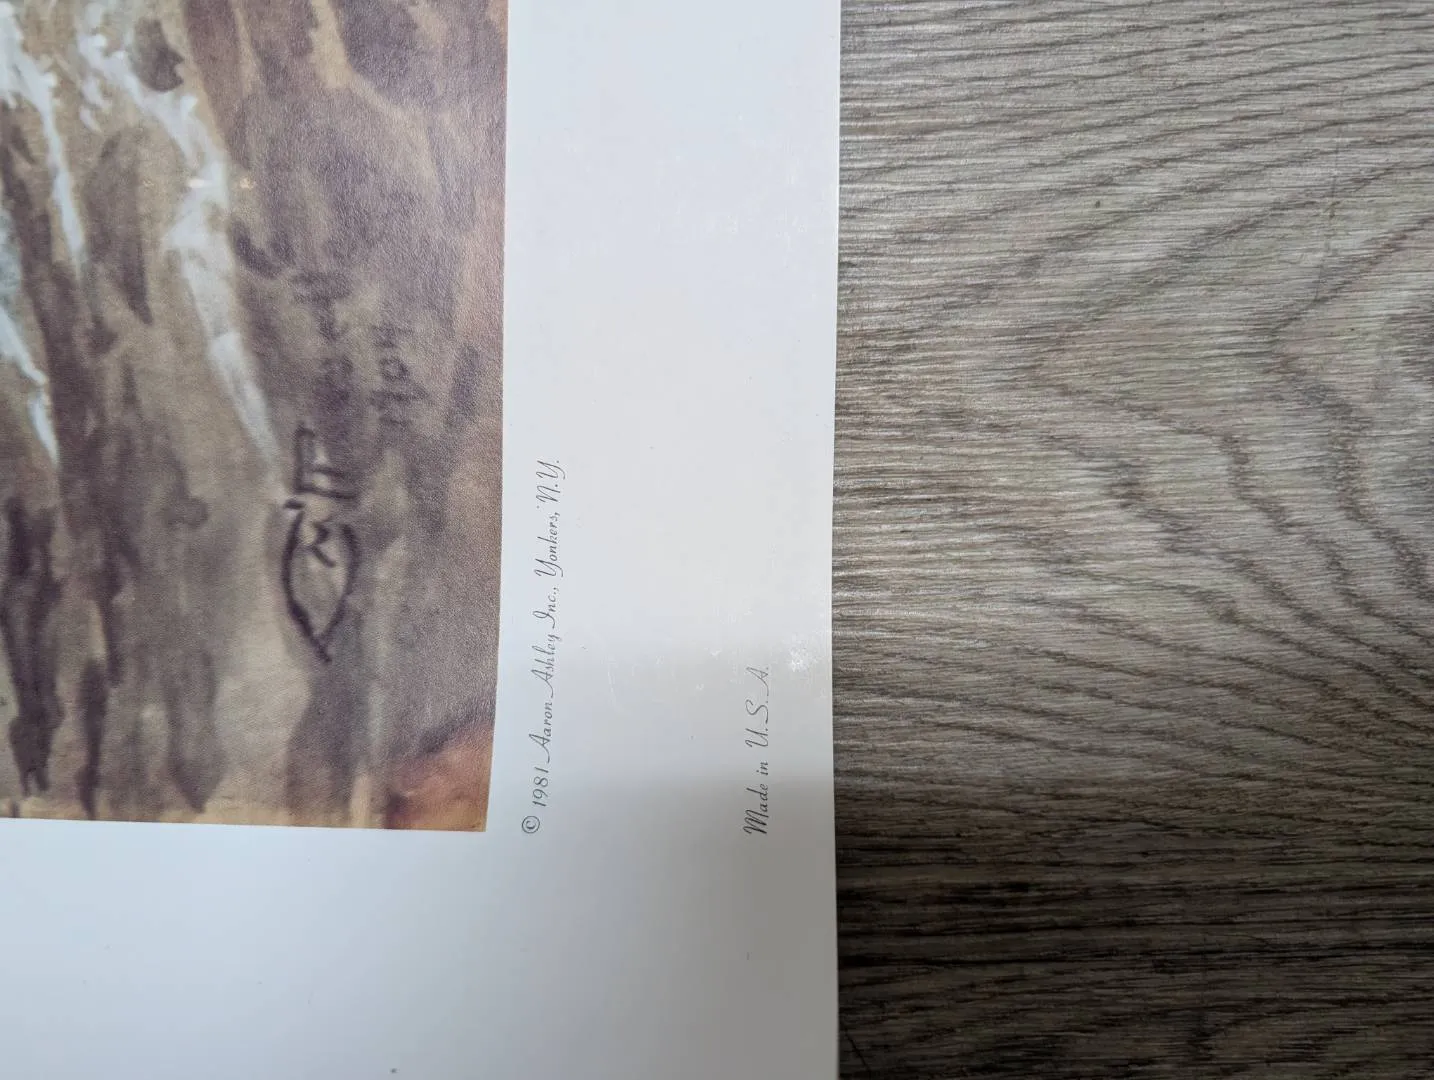 © 1981 Aaron Ashley Inc., Yonkers, N.Y.
Made in U.S.A.